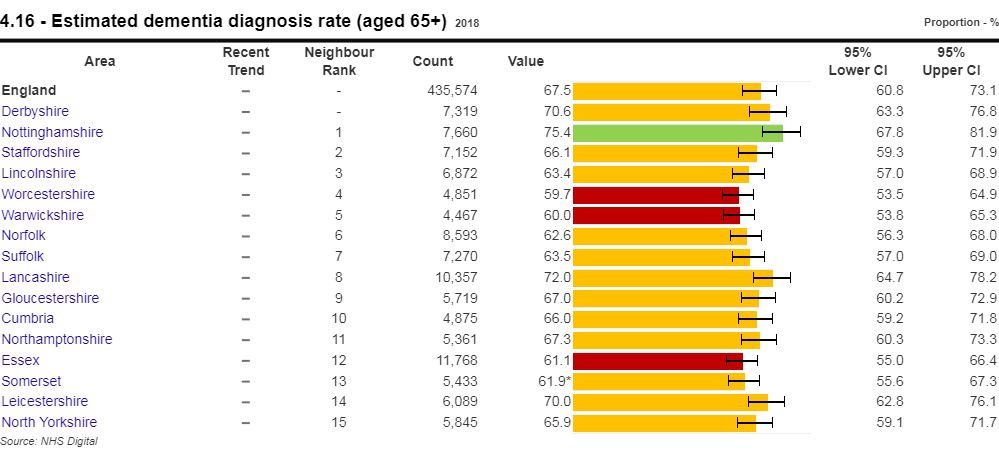 4.16 - Estimated dementia diagnosis rate (aged 65+) 2018 Proportion - %
Area Recent Trend Neighbour Rank Count Value 95% Lower CI 95% Upper CI
England – - 435,574 67.5 60.8 73.1
Derbyshire – - 7,319 70.6 63.3 76.8
Nottinghamshire – 1 7,660 75.4 67.8 81.9
Staffordshire – 2 7,152 66.1 59.3 71.9
Lincolnshire – 3 6,872 63.4 57.0 68.9
Worcestershire – 4 4,851 59.7 53.5 64.9
Warwickshire – 5 4,467 60.0 53.8 65.3
Norfolk – 6 8,593 62.6 56.3 68.0
Suffolk – 7 7,270 63.5 57.0 69.0
Lancashire – 8 10,357 72.0 64.7 78.2
Gloucestershire – 9 5,719 67.0 60.2 72.9
Cumbria – 10 4,875 66.0 59.2 71.8
Northamptonshire – 11 5,361 67.3 60.3 73.3
Essex – 12 11,768 61.1 55.0 66.4
Somerset – 13 5,433 61.9* 55.6 67.3
Leicestershire – 14 6,089 70.0 62.8 76.1
North Yorkshire – 15 5,845 65.9 59.1 71.7
Source: NHS Digital